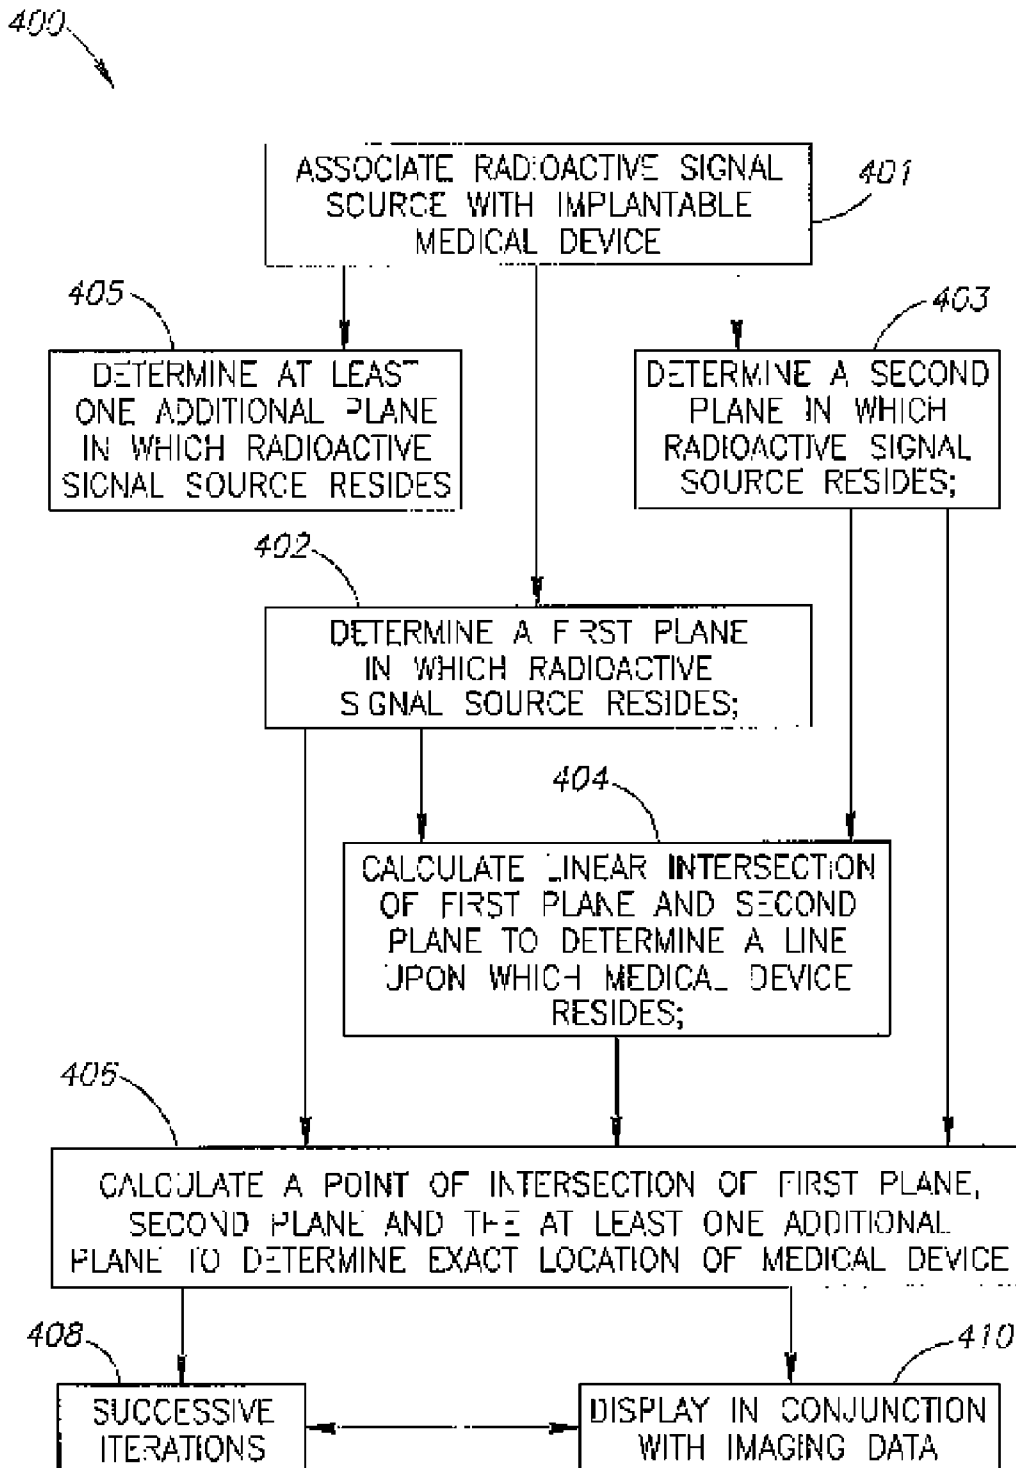 400
ASSOCIATE RADIOACTIVE SIGNAL
SOURCE WITH IMPLANTABLE
MEDICAL DEVICE
401
405
403
DETERMINE AT LEAST
ONE ADDITIONAL PLANE
IN WHICH RADIOACTIVE
SIGNAL SOURCE RESIDES
DETERMINE A SECOND
PLANE IN WHICH
RADIOACTIVE SIGNAL
SOURCE RESIDES;
402
DETERMINE A FIRST PLANE
IN WHICH RADIOACTIVE
SIGNAL SOURCE RESIDES;
404
CALCULATE LINEAR INTERSECTION
OF FIRST PLANE AND SECOND
PLANE TO DETERMINE A LINE
UPON WHICH MEDICAL DEVICE
RESIDES;
406
CALCULATE A POINT OF INTERSECTION OF FIRST PLANE,
SECOND PLANE AND THE AT LEAST ONE ADDITIONAL
PLANE TO DETERMINE EXACT LOCATION OF MEDICAL DEVICE
408
410
SUCCESSIVE
ITERATIONS
DISPLAY IN CONJUNCTION
WITH IMAGING DATA